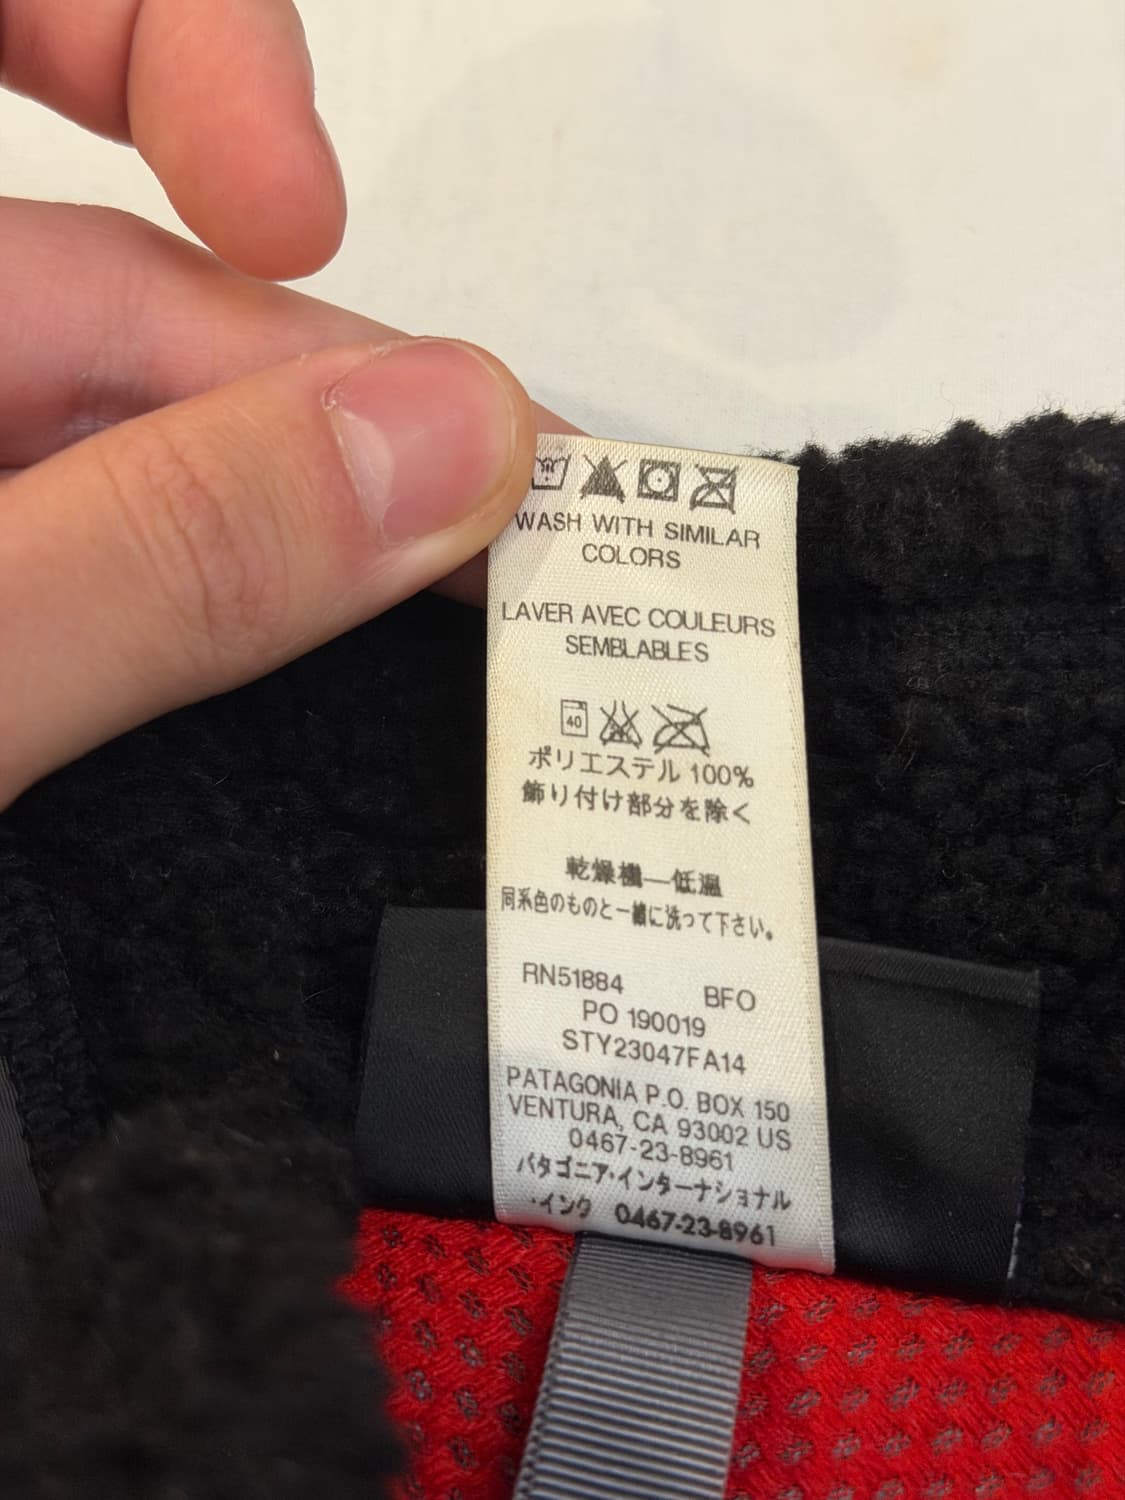 WASH WITH SIMILAR
COLORS
LAVER AVEC COULEURS
SEMBLABLES
40
ポリエステル 100%
飾り付け部分を除く
乾燥機—低温
同系色のものと一緒に洗って下さい。
RN51884 BFO
PO 190019
STY23047FA14
PATAGONIA P.O. BOX 150
VENTURA, CA 93002 US
0467-23-8961
パタゴニア・インターナショナル
・インク 0467-23-8961